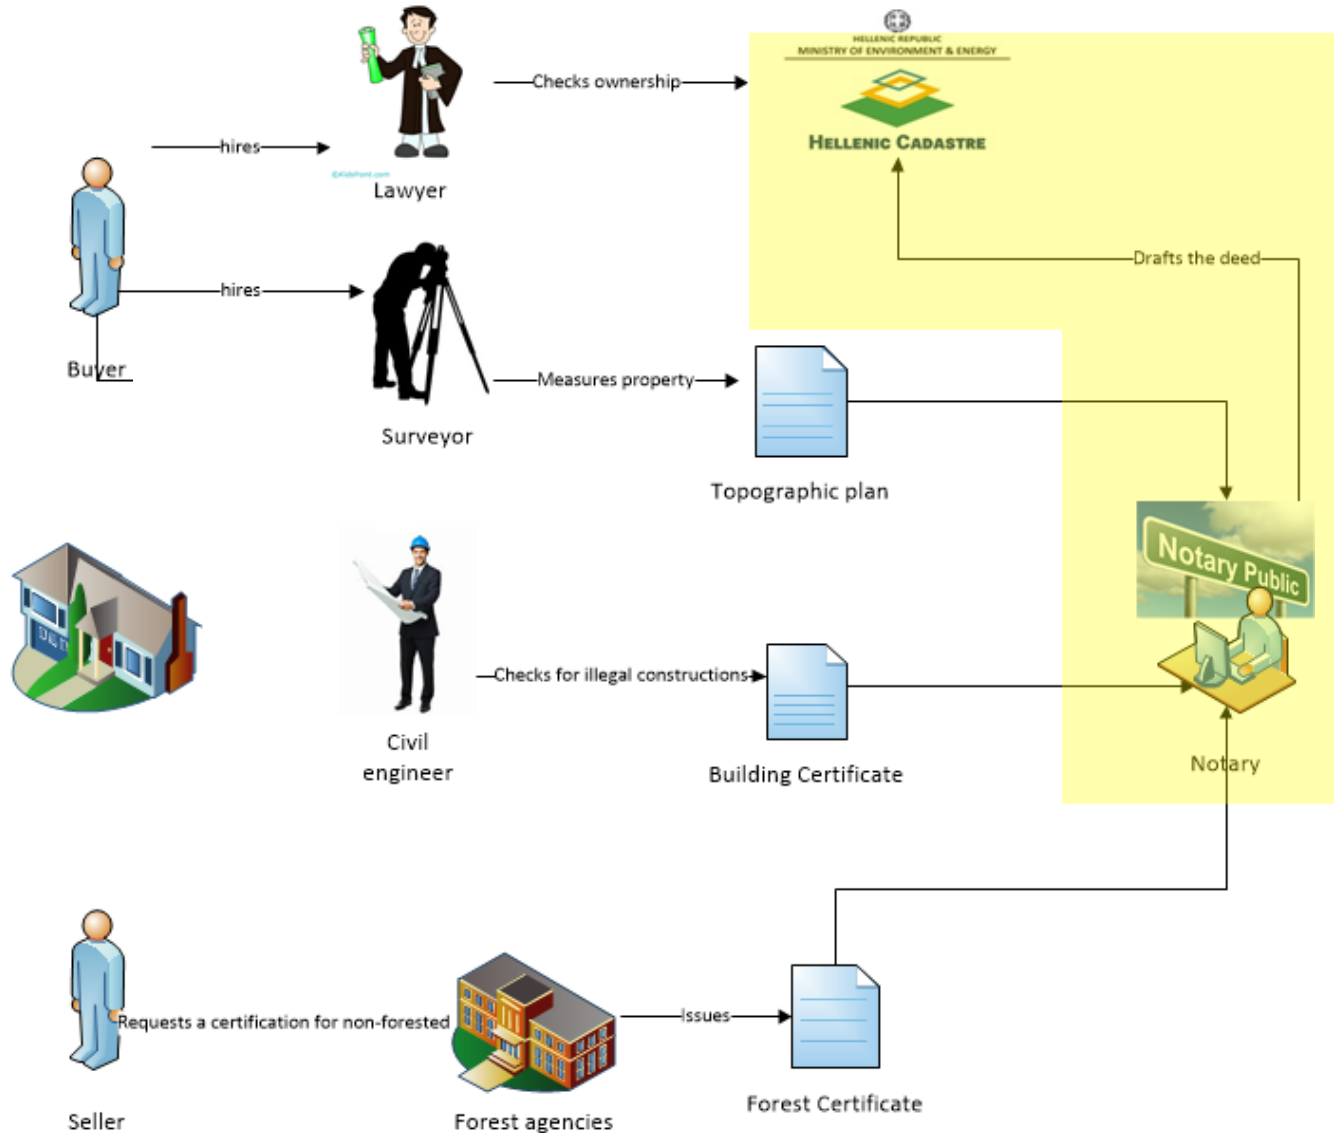 HELLENIC REPUBLIC
MINISTRY OF ENVIRONMENT & ENERGY
HELLENIC CADASTRE
Checks ownership
hires
©KidsFront.com
Lawyer
Drafts the deed
hires
Buyer
Measures property
Surveyor
Topographic plan
Notary Public
Checks for illegal constructions
Civil
engineer
Building Certificate
Notary
Requests a certification for non-forested
Issues
Seller
Forest agencies
Forest Certificate